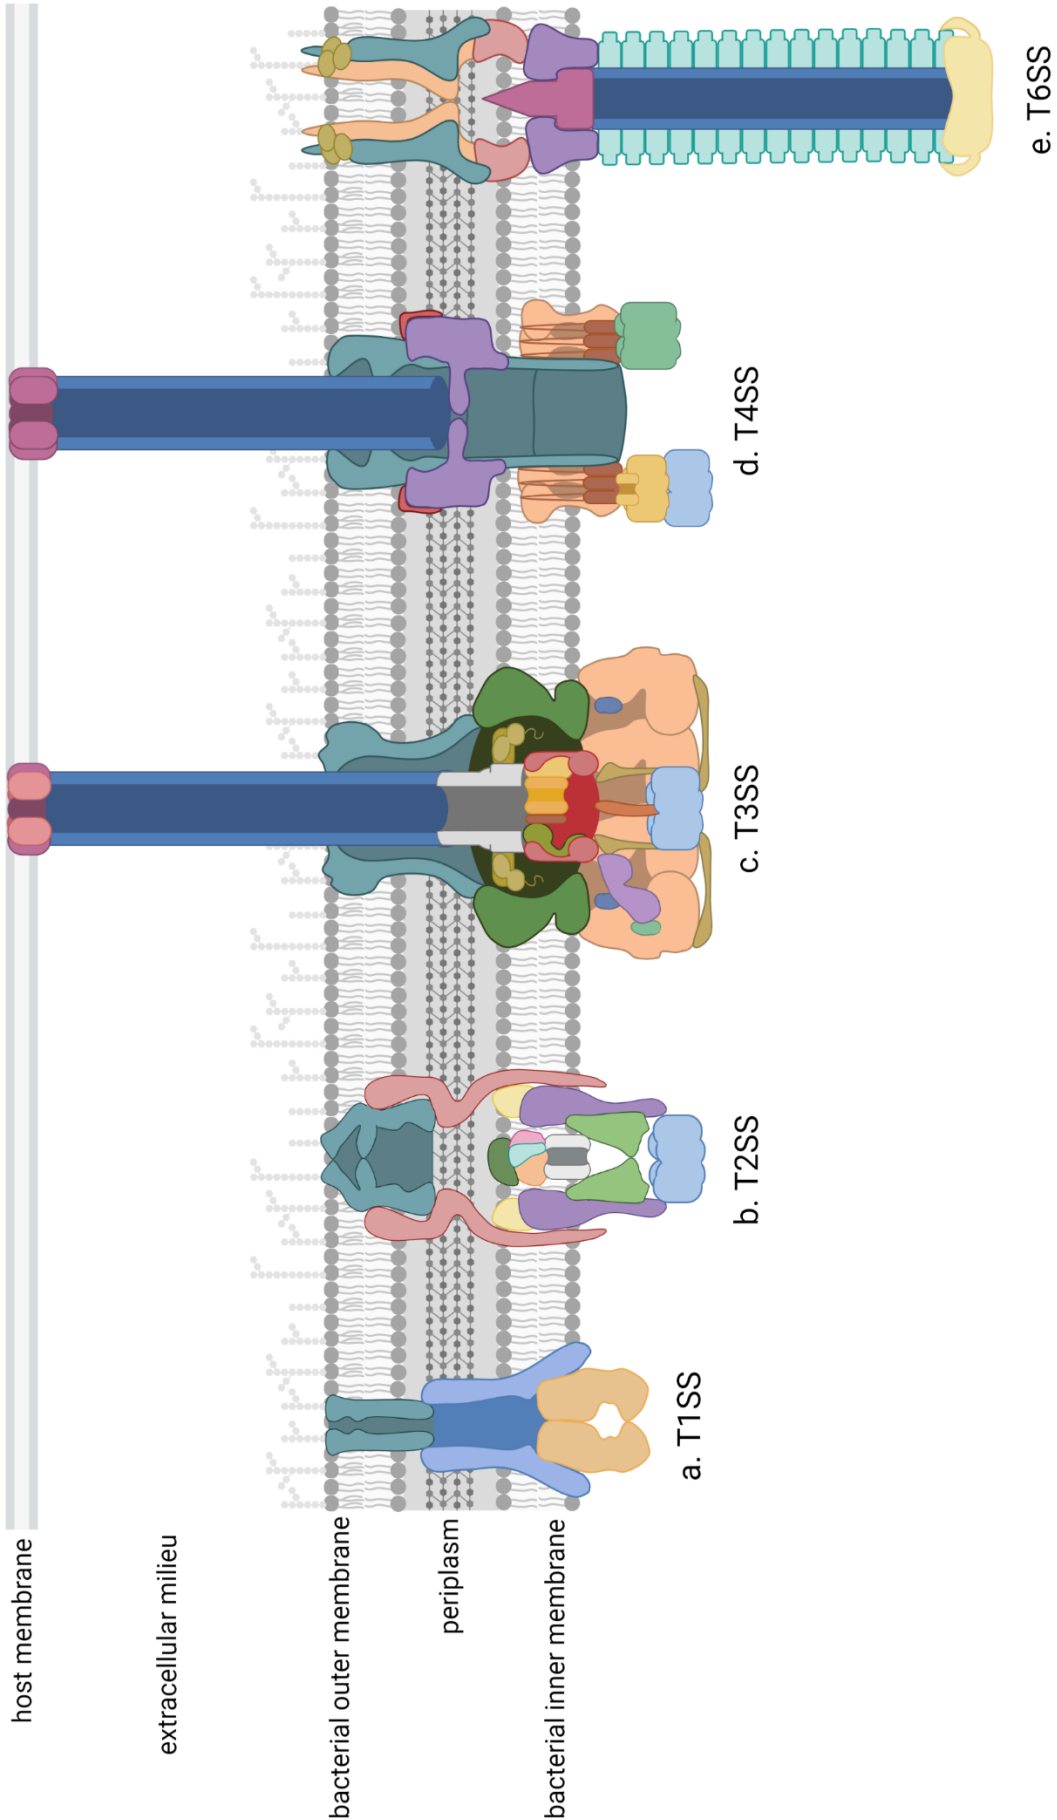 host membrane
extracellular milieu
bacterial outer membrane
periplasm
bacterial inner membrane
a. T1SS
b. T2SS
c. T3SS
d. T4SS
e. T6SS